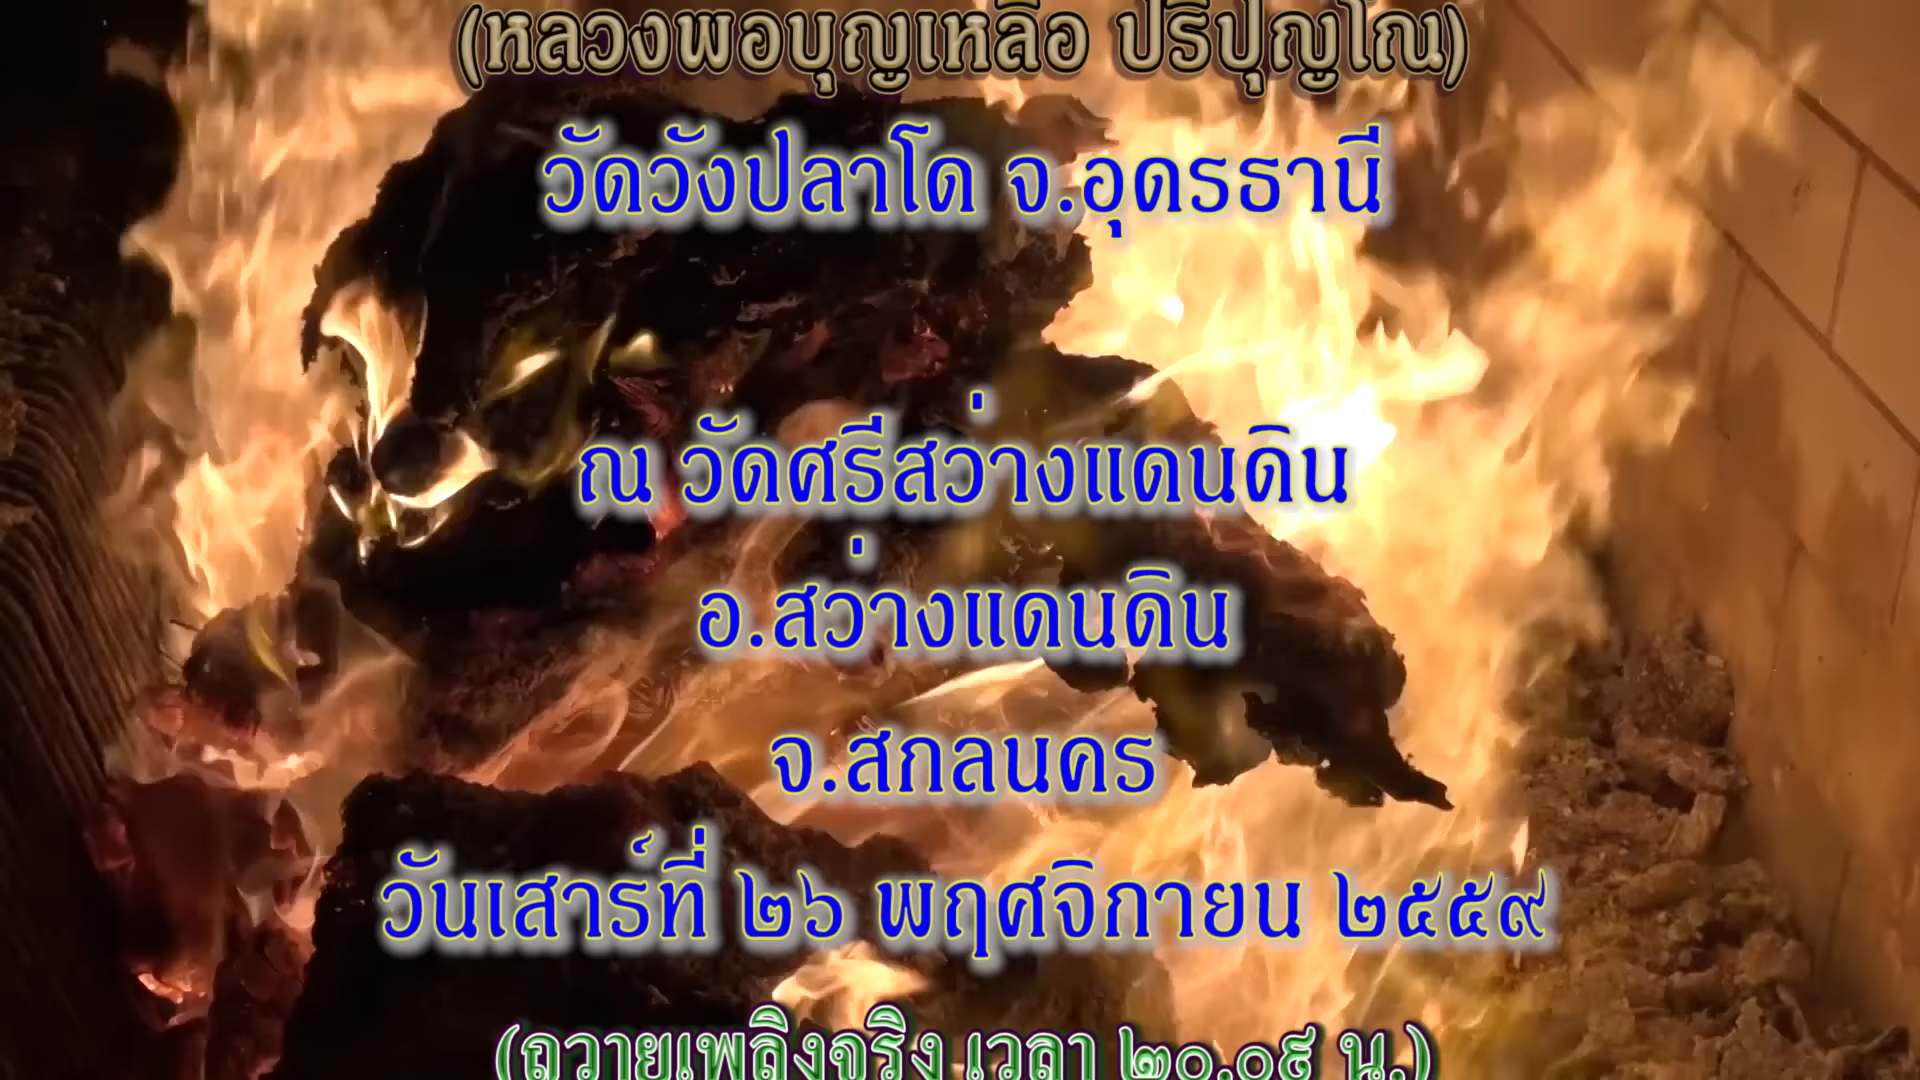 (หลวงพ่อบุญเหลือ ปริปุญโณ)
วัดวังปลาโด จ.อุดรธานี
ณ วัดศรีสว่างแดนดิน
อ.สว่างแดนดิน
จ.สกลนคร
วันเสาร์ที่ ๒๖ พฤศจิกายน ๒๕๕๙
(ถวายเพลิงจริง เวลา ๒๐.๐๙ น.)